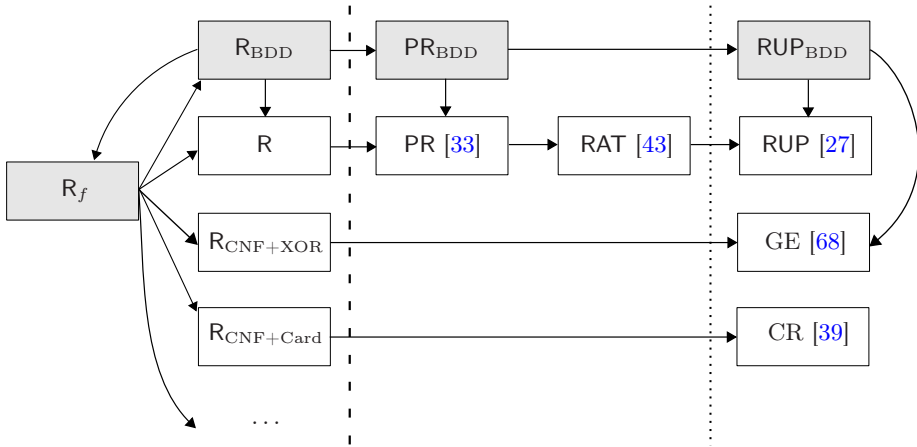 R_BDD PR_BDD RUP_BDD
R PR [33] RAT [43] RUP [27]
R_f
R_CNF+XOR GE [68]
R_CNF+Card CR [39]
...